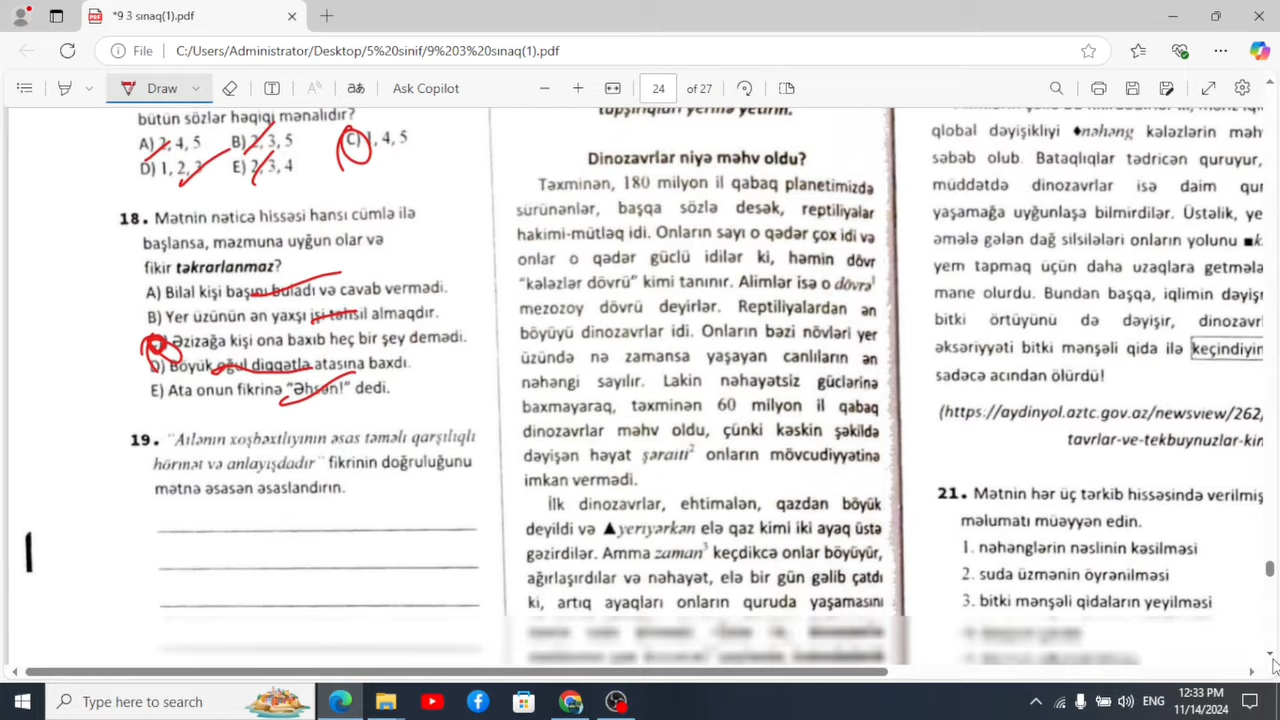 *9 3 sınaq(1).pdf
File
C:/Users/Administrator/Desktop/5%20sinif/9%203%20sınaq(1).pdf
Draw
aあ
Ask Copilot
24 of 27
bütün sözlər həqiqi mənalıdır?
A) 2, 4, 5 B) 2, 3, 5 C) 1, 4, 5
D) 1, 2, 3 E) 2, 3, 4
18. Mətnin nəticə hissəsi hansı cümlə ilə
başlansa, məzmuna uyğun olar və
fikir təkrarlanmaz?
A) Bilal kişi başını buladı və cavab vermədi.
B) Yer üzünün ən yaxşı işi təhsil almaqdır.
Əzizağa kişi ona baxıb heç bir şey demədi.
D) Böyük oğul diqqətlə atasına baxdı.
E) Ata onun fikrinə “Əhsən!” dedi.
19. “Ailənin xoşbəxtliyinin əsas təməli qarşılıqlı
hörmət və anlayışdadır” fikrinin doğruluğunu
mətnə əsasən əsaslandırın.
tapşırıqları yerinə yetirin.
Dinozavrlar niyə məhv oldu?
Təxminən, 180 milyon il qabaq planetimizdə
sürünənlər, başqa sözlə desək, reptiliyalar
hakimi-mütləq idi. Onların sayı o qədər çox idi və
onlar o qədər güclü idilər ki, həmin dövr
“kələzlər dövrü” kimi tanınır. Alimlər isə o dövrə¹
mezozoy dövrü deyirlər. Reptiliyalardan ən
böyüyü dinozavrlar idi. Onların bəzi növləri yer
üzündə nə zamansa yaşayan canlıların ən
nəhəngi sayılır. Lakin nəhayətsiz güclərinə
baxmayaraq, təxminən 60 milyon il qabaq
dinozavrlar məhv oldu, çünki kəskin şəkildə
dəyişən həyat şəraiti² onların mövcudiyyətinə
imkan vermədi.
İlk dinozavrlar, ehtimalən, qazdan böyük
deyildi və ▲yeriyərkən elə qaz kimi iki ayaq üstə
gəzirdilər. Amma zaman³ keçdikcə onlar böyüyür,
ağırlaşırdılar və nəhayət, elə bir gün gəlib çatdı
ki, artıq ayaqları onların quruda yaşamasını
qlobal dəyişikliyi ♦nəhəng kələzlərin məhv
səbəb olub. Bataqlıqlar tədricən quruyur,
müddətdə dinozavrlar isə daim qur
yaşamağa uyğunlaşa bilmirdilər. Üstəlik, ye
əmələ gələn dağ silsilələri onların yolunu ■k
yem tapmaq üçün daha uzaqlara getmələ
mane olurdu. Bundan başqa, iqlimin dəyiş
bitki örtüyünü də dəyişir, dinozavrl
əksəriyyəti bitki mənşəli qida ilə keçindiyin
sadəcə acından ölürdü!
(https://aydinyol.aztc.gov.az/newsview/262/
tavrlar-ve-tekbuynuzlar-kim
21. Mətnin hər üç tərkib hissəsində verilmiş
məlumatı müəyyən edin.
1. nəhənglərin nəslinin kəsilməsi
2. suda üzmənin öyrənilməsi
3. bitki mənşəli qidaların yeyilməsi
Type here to search
ENG
12:33 PM
11/14/2024